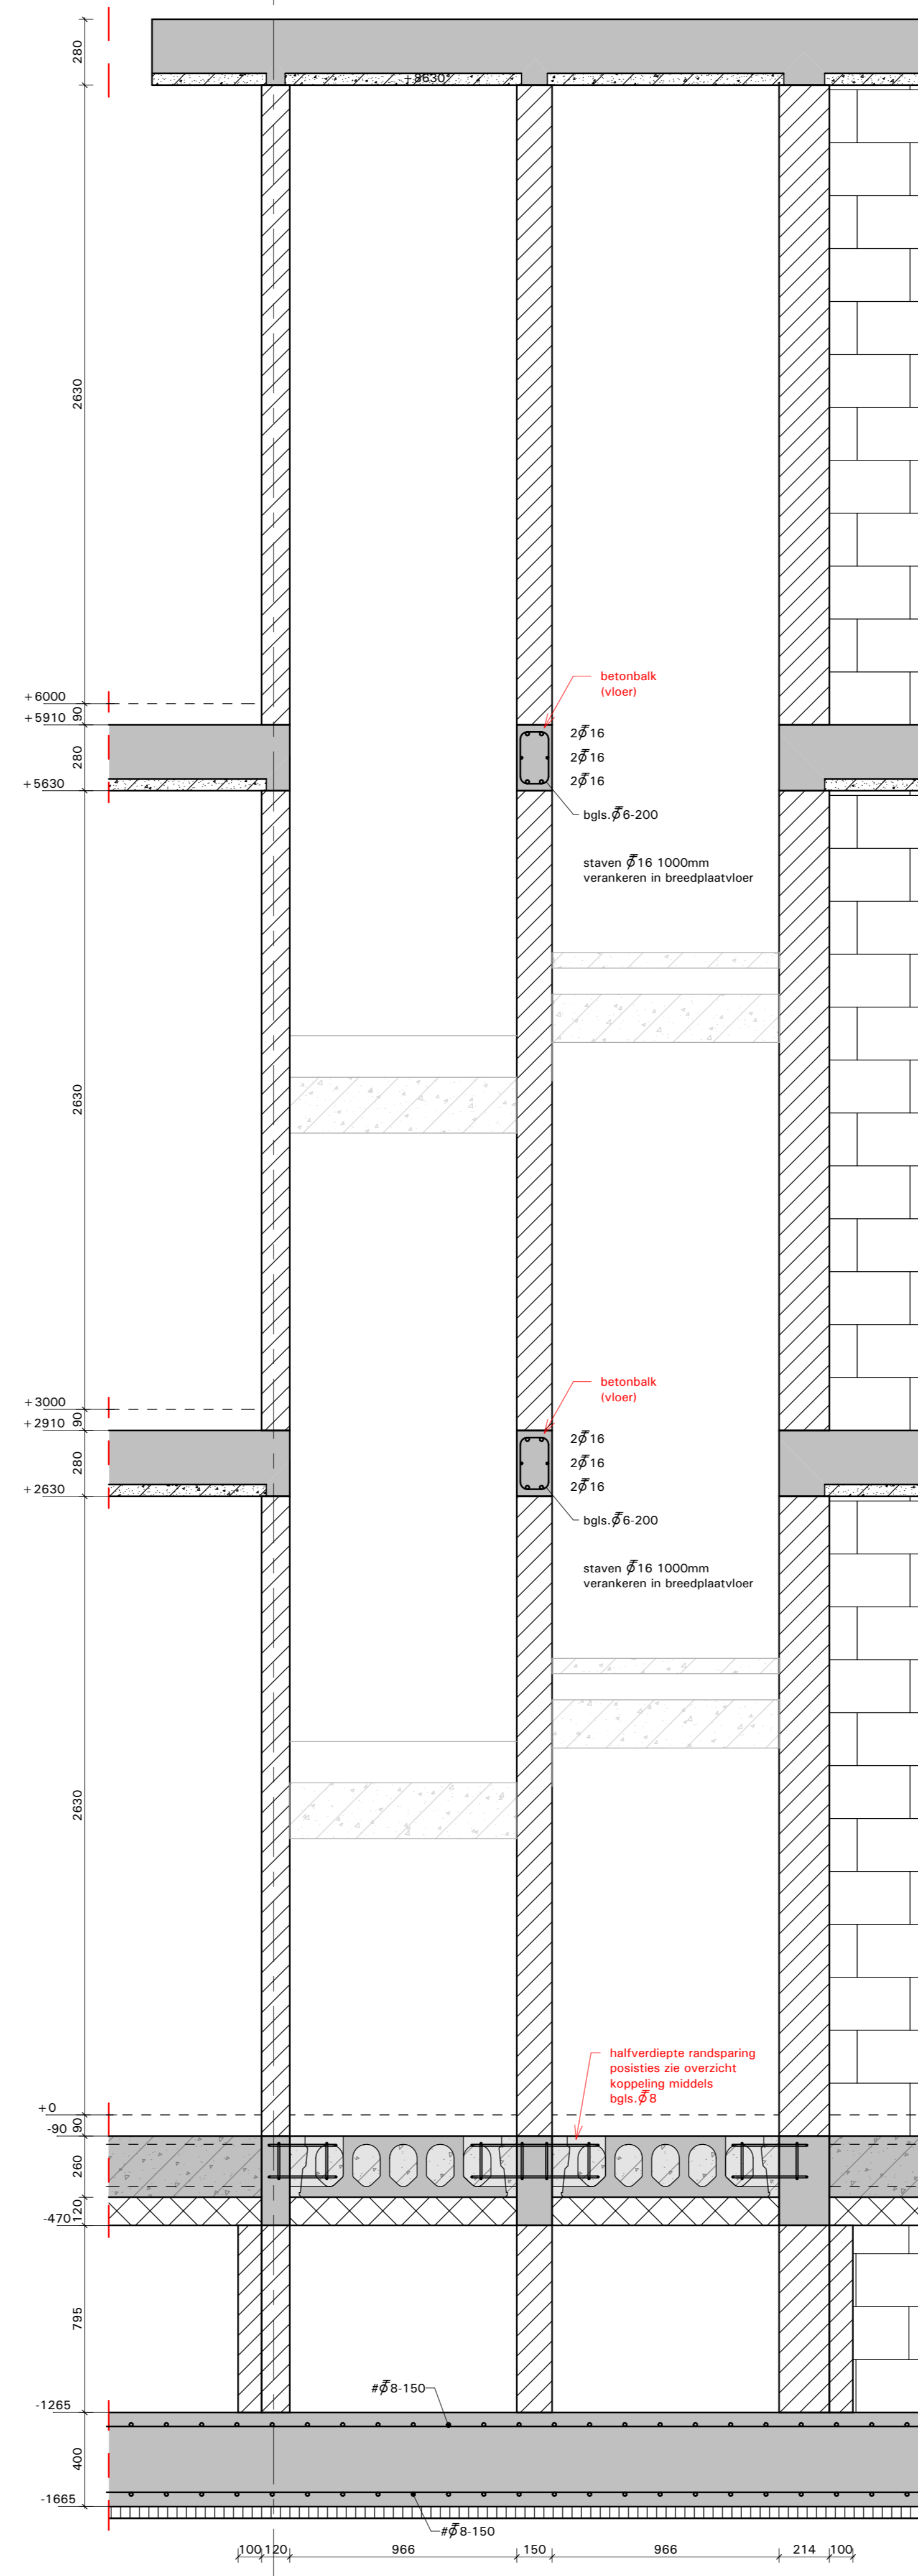 280
+8630
2630
betonbalk
(vloer)
+6000
90
+5910
2⌀16
280
2⌀16
+5630
2⌀16
bgls.⌀6-200
staven ⌀16 1000mm
verankeren in breedplaatvloer
2630
betonbalk
(vloer)
+3000
90
+2910
2⌀16
280
2⌀16
+2630
2⌀16
bgls.⌀6-200
staven ⌀16 1000mm
verankeren in breedplaatvloer
2630
halfverdiepte randsparing
posisties zie overzicht
koppeling middels
bgls.⌀8
+0
90
-90
260
120
-470
795
#⌀8-150
-1265
400
-1665
#⌀8-150
100 120 966 150 966 214 100